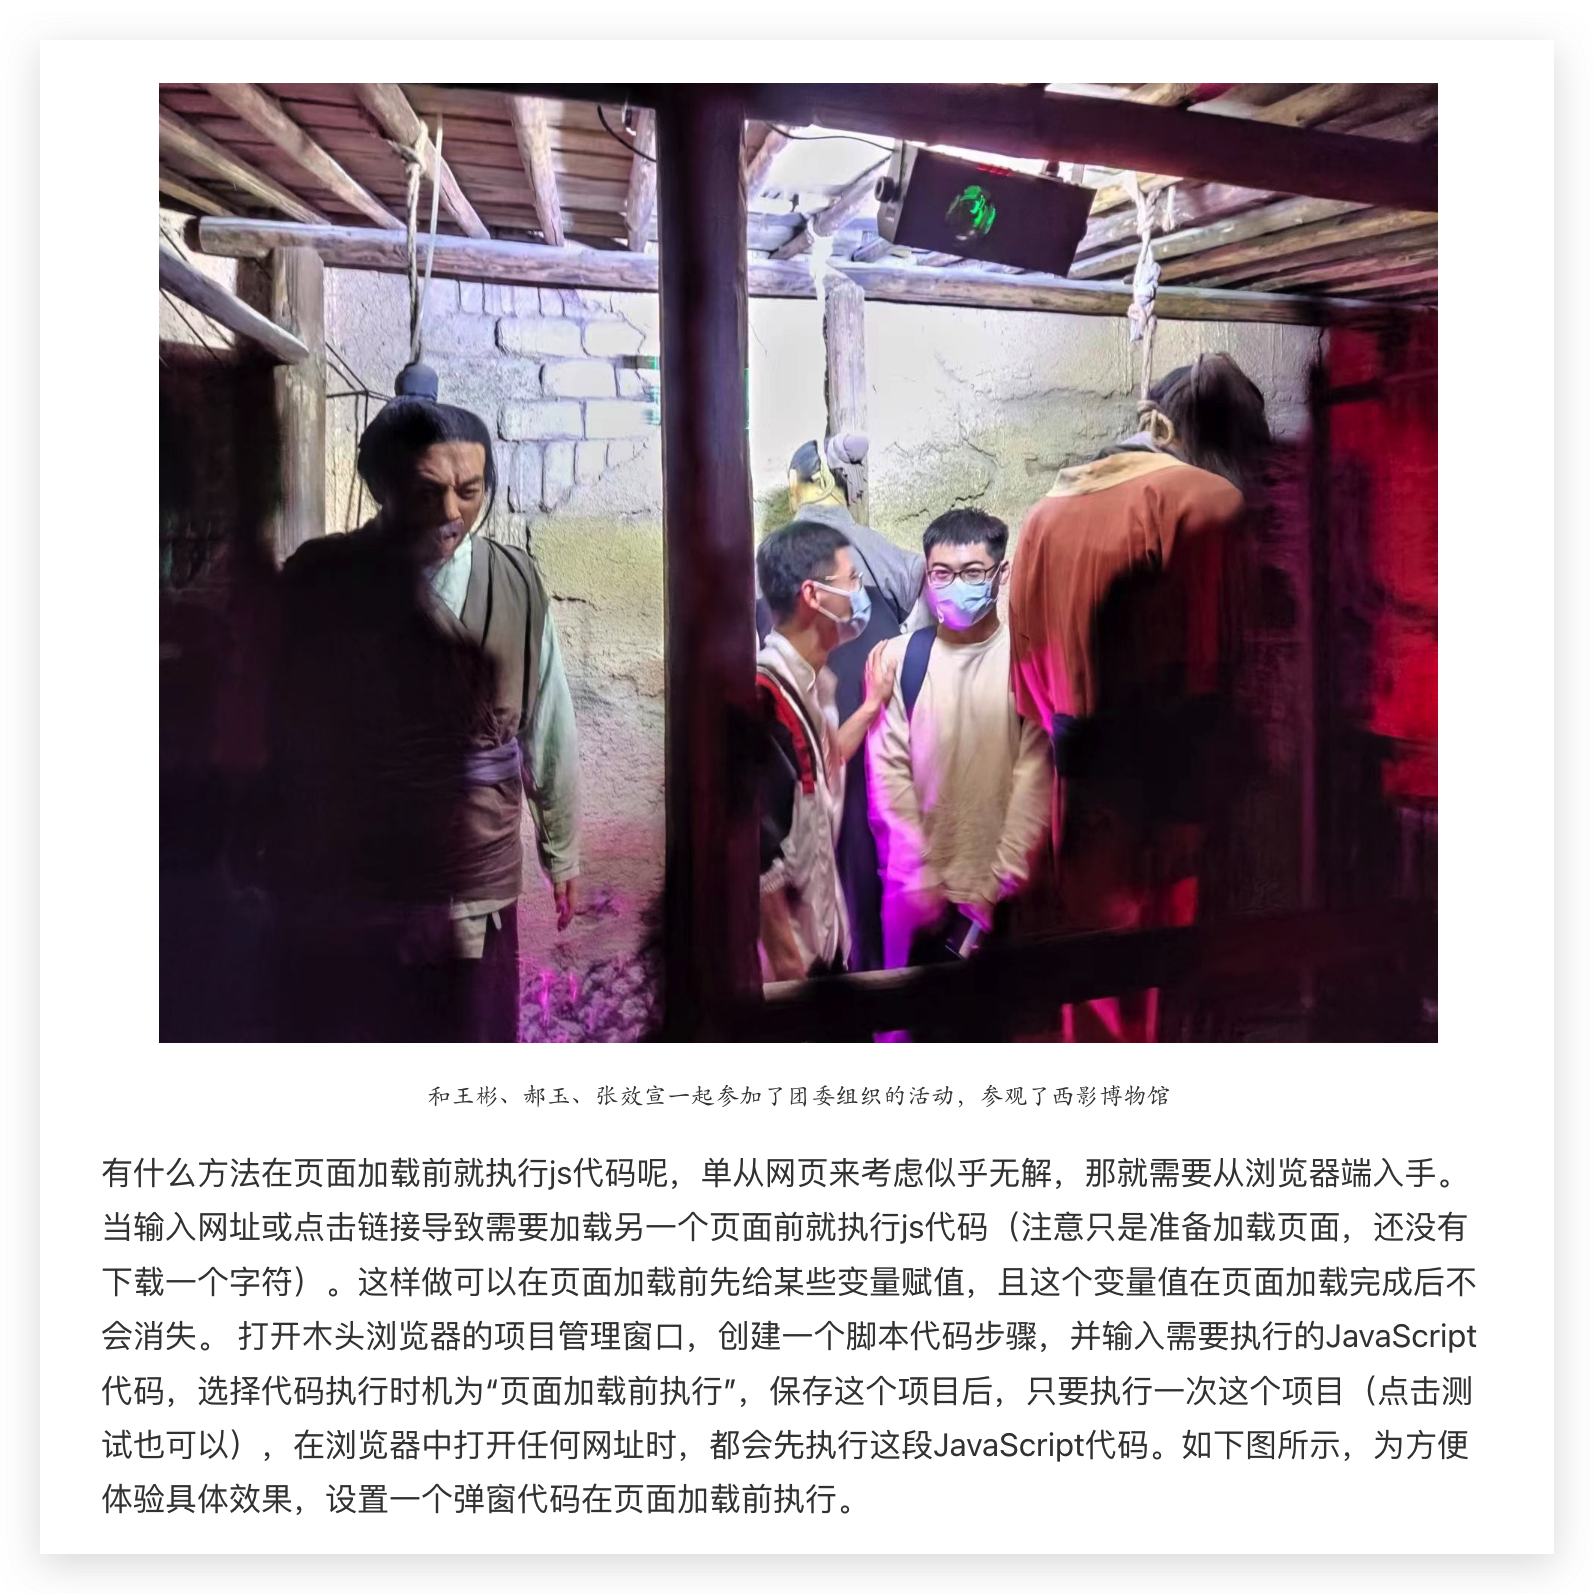 和王彬、郝玉、张效宣一起参加了团委组织的活动，参观了西影博物馆
有什么方法在页面加载前就执行js代码呢，单从网页来考虑似乎无解，那就需要从浏览器端入手。
当输入网址或点击链接导致需要加载另一个页面前就执行js代码（注意只是准备加载页面，还没有
下载一个字符）。这样做可以在页面加载前先给某些变量赋值，且这个变量值在页面加载完成后不
会消失。 打开木头浏览器的项目管理窗口，创建一个脚本代码步骤，并输入需要执行的JavaScript
代码，选择代码执行时机为“页面加载前执行”，保存这个项目后，只要执行一次这个项目（点击测
试也可以），在浏览器中打开任何网址时，都会先执行这段JavaScript代码。如下图所示，为方便
体验具体效果，设置一个弹窗代码在页面加载前执行。